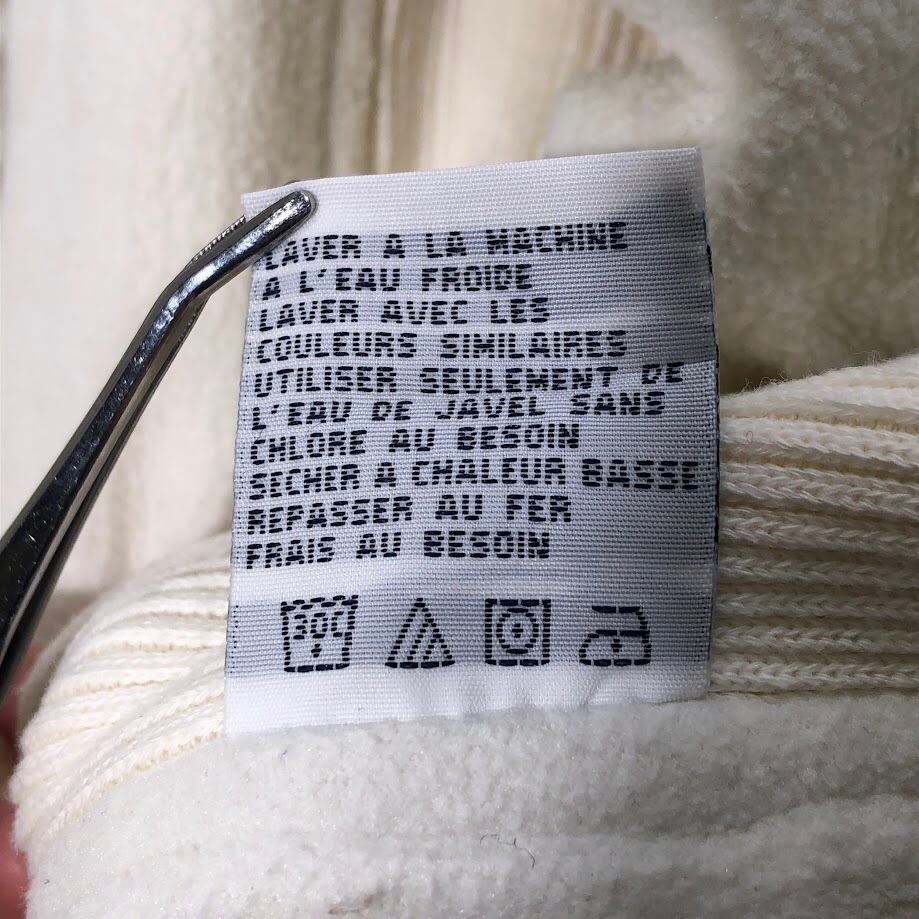 LAVER A LA MACHINE
A L'EAU FROIDE
LAVER AVEC LES
COULEURS SIMILAIRES
UTILISER SEULEMENT DE
L'EAU DE JAVEL SANS
CHLORE AU BESOIN
SECHER A CHALEUR BASSE
REPASSER AU FER
FRAIS AU BESOIN
30C